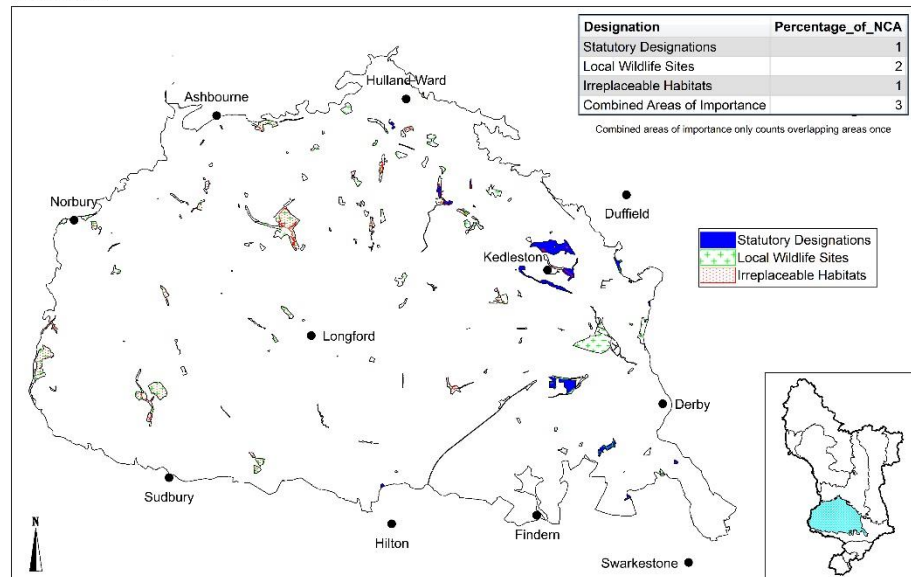 Designation Percentage_of_NCA
Statutory Designations 1
Local Wildlife Sites 2
Irreplaceable Habitats 1
Combined Areas of Importance 3
Combined areas of importance only counts overlapping areas once
Hulland Ward
Ashbourne
Norbury
Duffield
Statutory Designations
Local Wildlife Sites
Irreplaceable Habitats
Kedleston
Longford
Derby
Sudbury
Hilton
Findern
Swarkestone
N